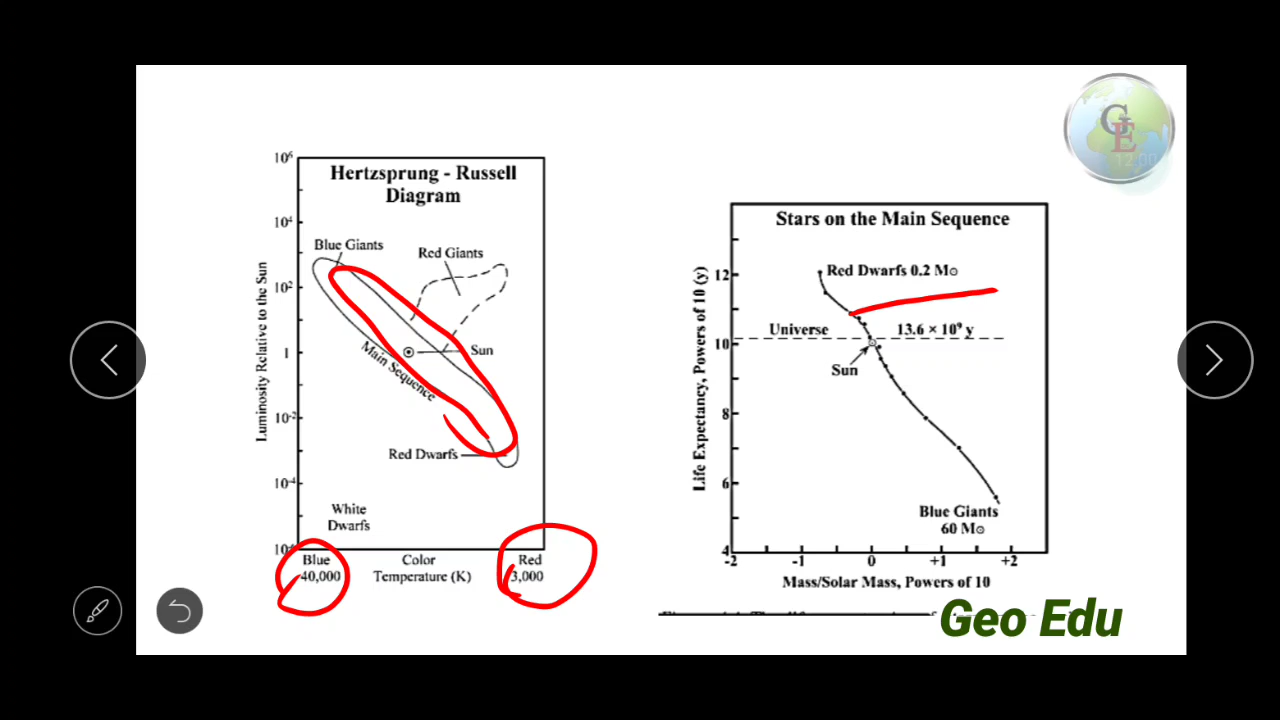 Hertzsprung - Russell
Diagram
10⁶
10⁴
10²
1
10⁻²
10⁻⁴
Luminosity Relative to the Sun
Blue Giants
Red Giants
Sun
Main Sequence
Red Dwarfs
White
Dwarfs
Blue
40,000
Color
Temperature (K)
Red
3,000
GE
12:00
Stars on the Main Sequence
12
10
8
6
4
Life Expectancy, Powers of 10 (y)
Red Dwarfs 0.2 M⊙
Universe
13.6 × 10⁹ y
Sun
Blue Giants
60 M⊙
-2
-1
0
+1
+2
Mass/Solar Mass, Powers of 10
Geo Edu